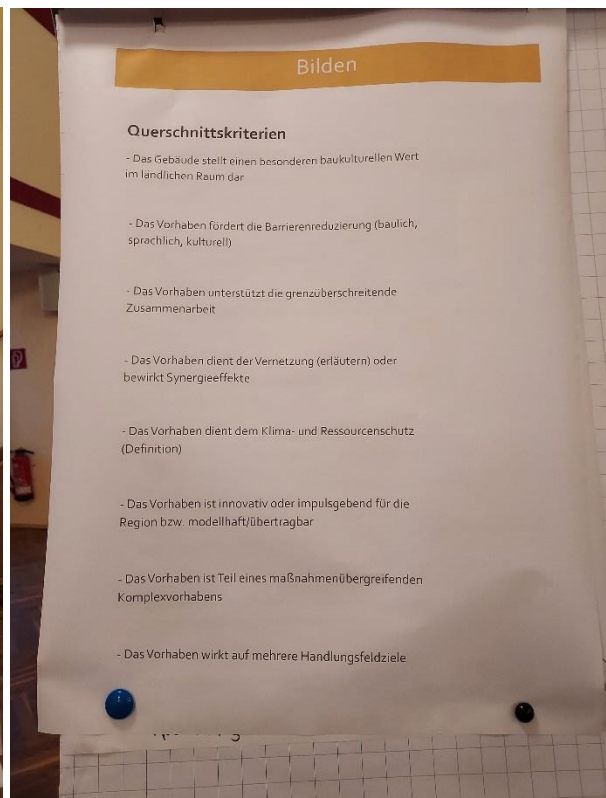 Bilden
Querschnittskriterien
- Das Gebäude stellt einen besonderen baukulturellen Wert
im ländlichen Raum dar
- Das Vorhaben fördert die Barrierenreduzierung (baulich,
sprachlich, kulturell)
- Das Vorhaben unterstützt die grenzüberschreitende
Zusammenarbeit
- Das Vorhaben dient der Vernetzung (erläutern) oder
bewirkt Synergieeffekte
- Das Vorhaben dient dem Klima- und Ressourcenschutz
(Definition)
- Das Vorhaben ist innovativ oder impulsgebend für die
Region bzw. modellhaft/übertragbar
- Das Vorhaben ist Teil eines maßnahmenübergreifenden
Komplexvorhabens
- Das Vorhaben wirkt auf mehrere Handlungsfeldziele